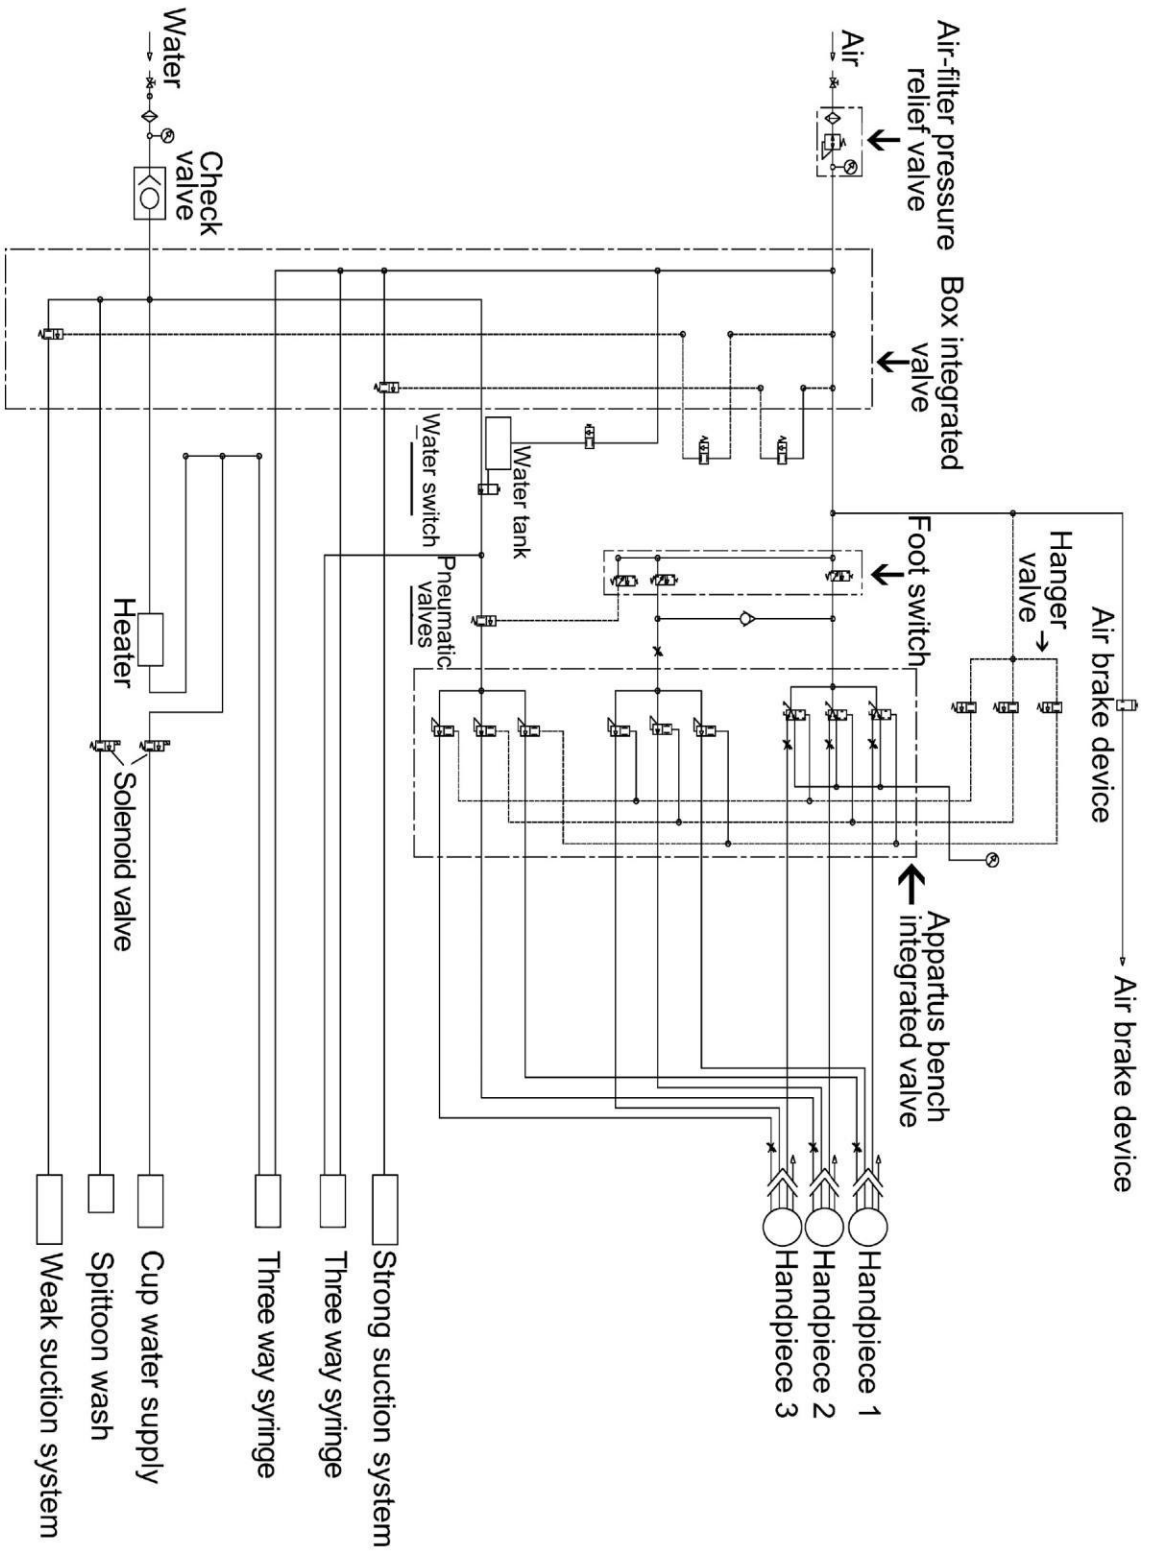 Air brake device
Air brake device
Hanger
valve
Air-filter pressure
relief valve
Box integrated
valve
Foot switch
Appartus bench
integrated valve
Air
Handpiece 1
Handpiece 2
Handpiece 3
Water tank
Water switch
Pneumatic
valves
Strong suction system
Three way syringe
Three way syringe
Check
valve
Water
Heater
Solenoid valve
Cup water supply
Spittoon wash
Weak suction system